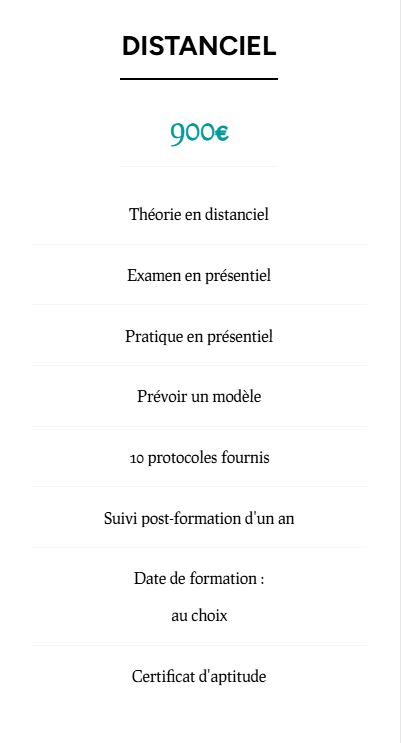 DISTANCIEL
900€
Théorie en distanciel
Examen en présentiel
Pratique en présentiel
Prévoir un modèle
10 protocoles fournis
Suivi post-formation d'un an
Date de formation :
au choix
Certificat d'aptitude